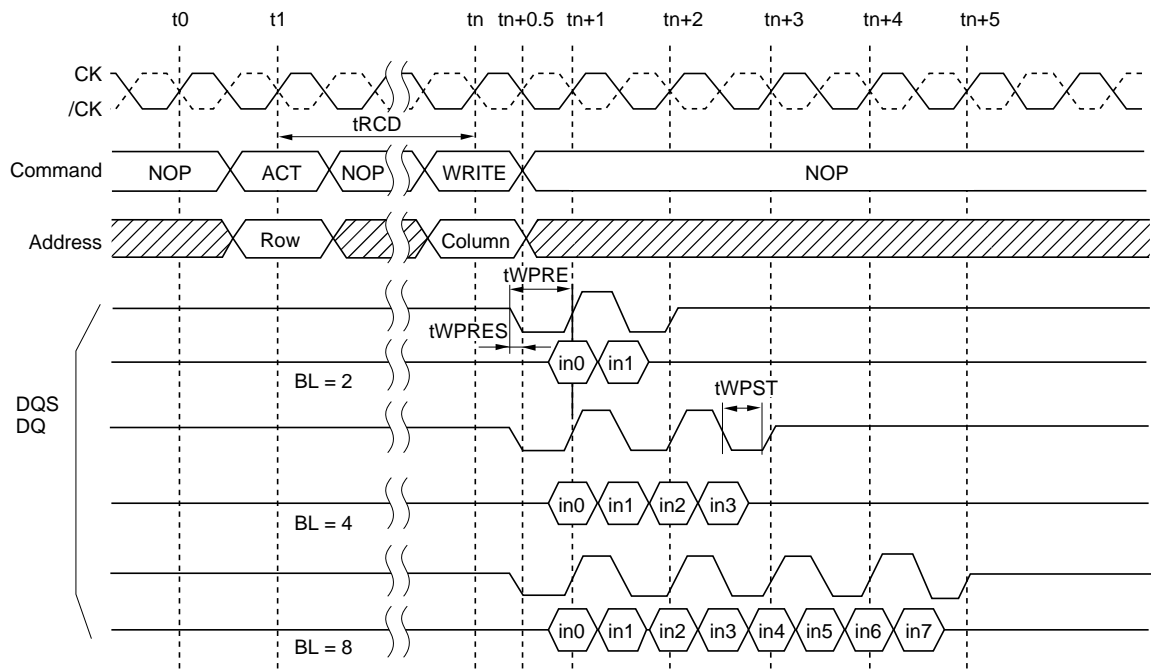 t0 t1 tn tn+0.5 tn+1 tn+2 tn+3 tn+4 tn+5
CK
/CK
tRCD
Command NOP ACT NOP WRITE NOP
Address Row Column
tWPRE
tWPRES
in0 in1
BL = 2
tWPST
DQS
DQ
in0 in1 in2 in3
BL = 4
in0 in1 in2 in3 in4 in5 in6 in7
BL = 8